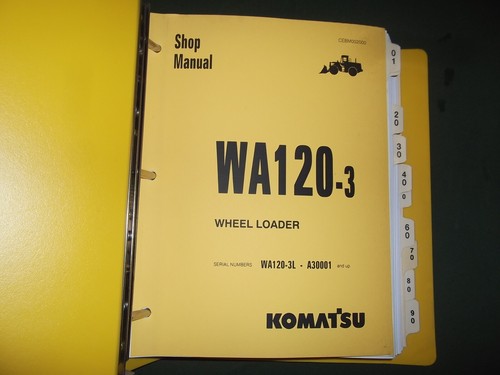 Shop
Manual
WA120-3
WHEEL LOADER
SERIAL NUMBERS WA120-3L - A30001 and up
KOMATSU
01
20
30
40
0
60
70
80
90